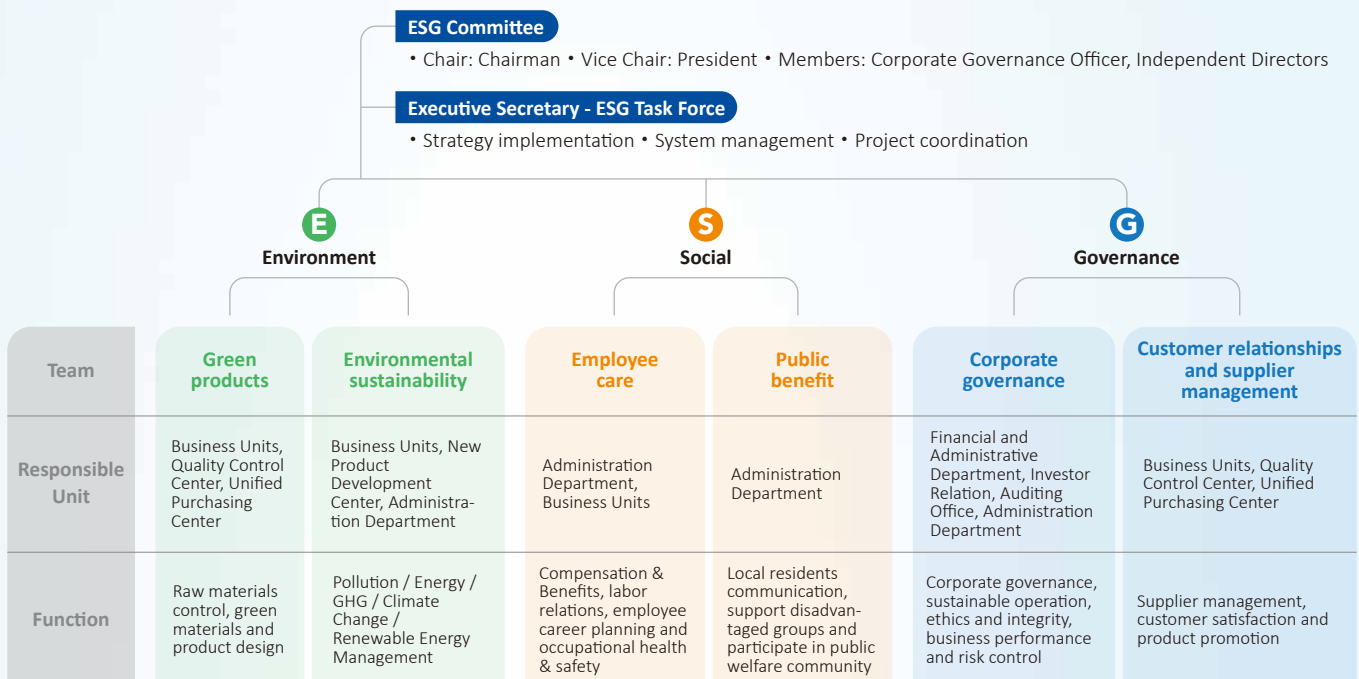 ESG Committee
• Chair: Chairman • Vice Chair: President • Members: Corporate Governance Officer, Independent Directors
Executive Secretary - ESG Task Force
• Strategy implementation • System management • Project coordination
E
Environment
S
Social
G
Governance
Team
Green
products
Environmental
sustainability
Employee
care
Public
benefit
Corporate
governance
Customer relationships
and supplier
management
Responsible
Unit
Business Units,
Quality Control
Center, Unified
Purchasing
Center
Business Units, New
Product
Development
Center, Administra-
tion Department
Administration
Department,
Business Units
Administration
Department
Financial and
Administrative
Department, Investor
Relation, Auditing
Office, Administration
Department
Business Units, Quality
Control Center, Unified
Purchasing Center
Function
Raw materials
control, green
materials and
product design
Pollution / Energy /
GHG / Climate
Change /
Renewable Energy
Management
Compensation &
Benefits, labor
relations, employee
career planning and
occupational health
& safety
Local residents
communication,
support disadvan-
taged groups and
participate in public
welfare community
Corporate governance,
sustainable operation,
ethics and integrity,
business performance
and risk control
Supplier management,
customer satisfaction and
product promotion